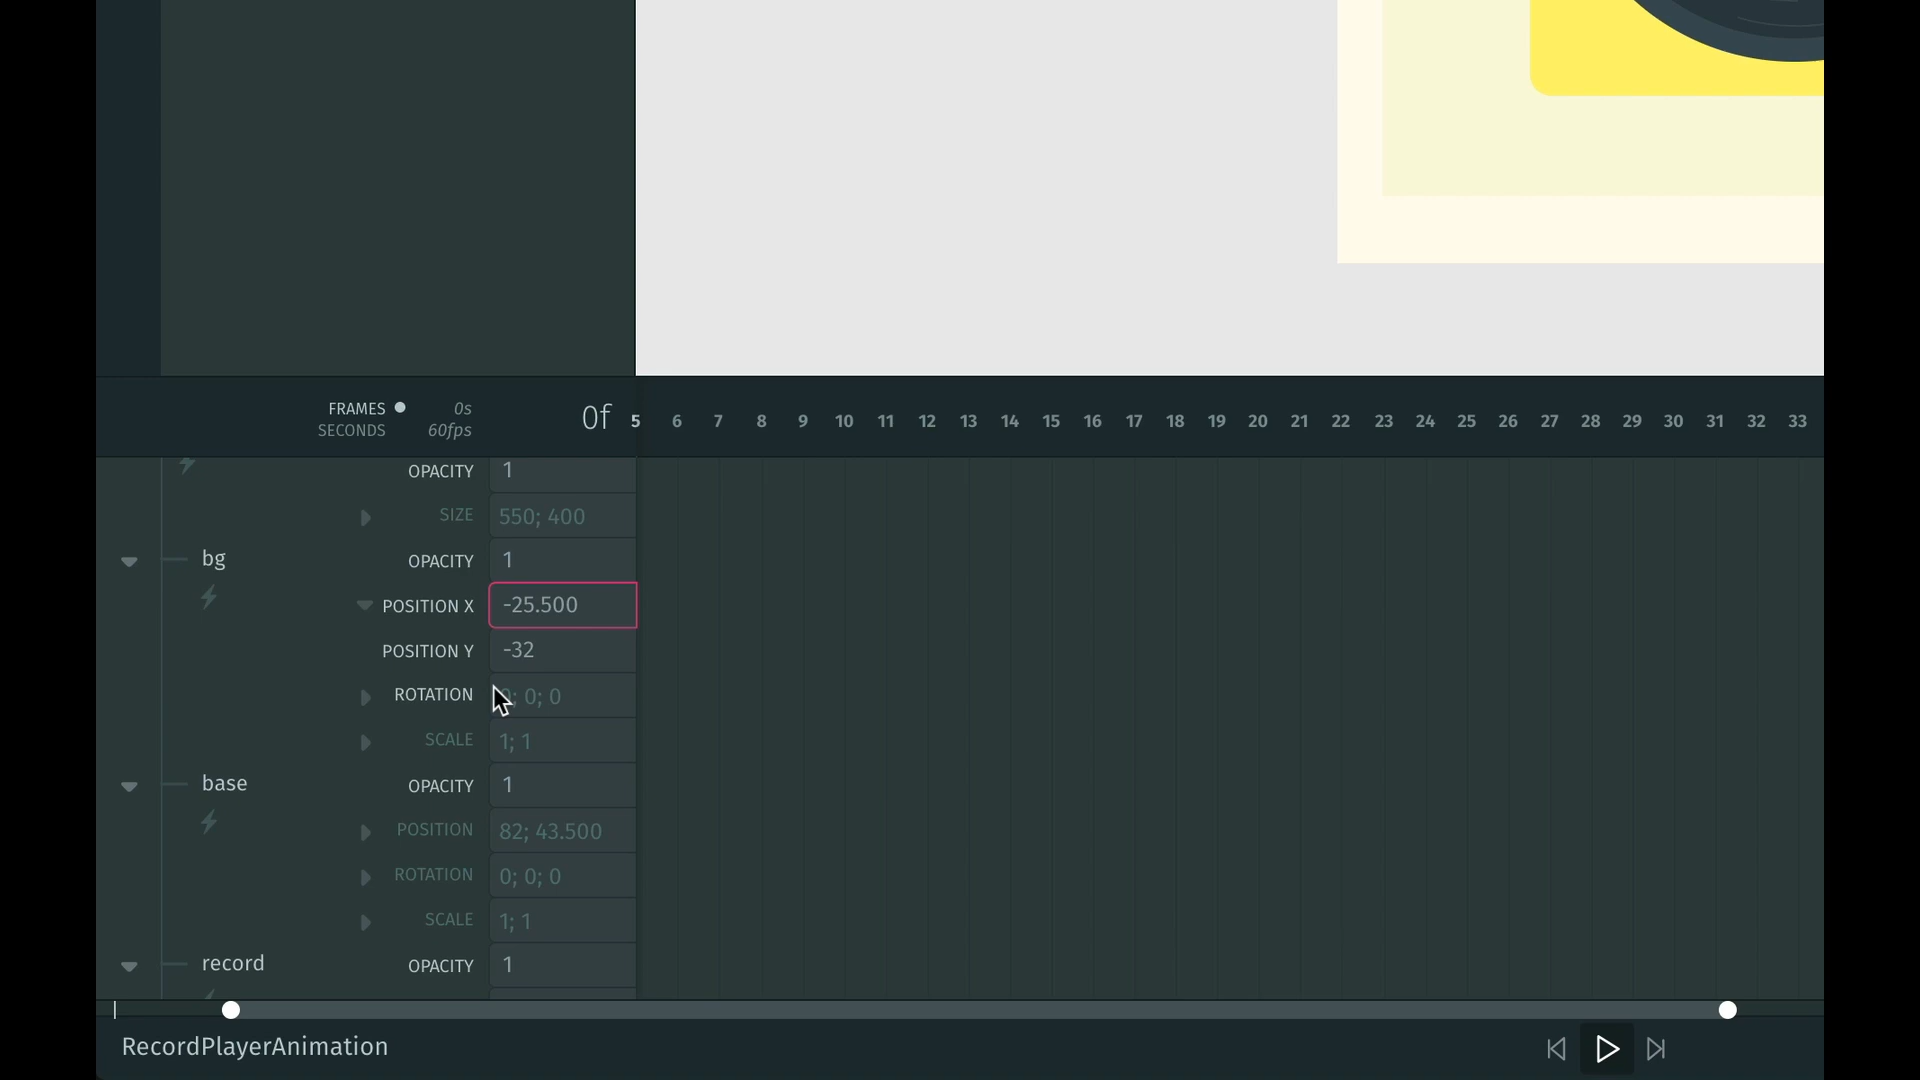 FRAMES 0s
SECONDS 60fps
0f 5 6 7 8 9 10 11 12 13 14 15 16 17 18 19 20 21 22 23 24 25 26 27 28 29 30 31 32 33
OPACITY 1
SIZE 550; 400
bg OPACITY 1
POSITION X -25.500
POSITION Y -32
ROTATION ; 0; 0
SCALE 1; 1
base OPACITY 1
POSITION 82; 43.500
ROTATION 0; 0; 0
SCALE 1; 1
record OPACITY 1
RecordPlayerAnimation